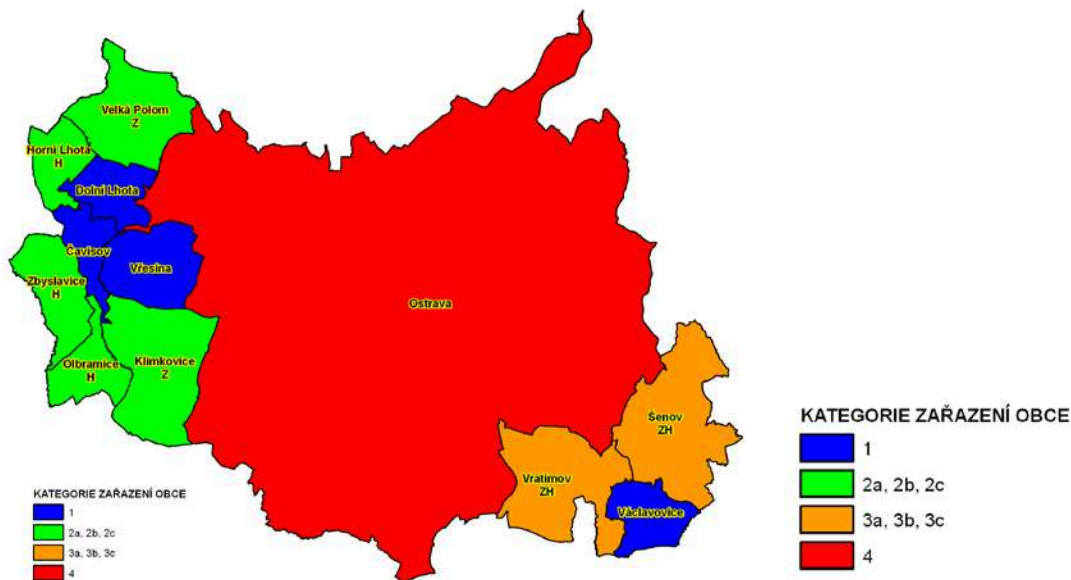 Velká Polom
Z
Horní Lhota
H
Dolní Lhota
Čavisov
Vřesina
Zbyslavice
H
Ostrava
Olbramice
H
Klimkovice
Z
Šenov
ZH
Vratimov
ZH
Václavovice
KATEGORIE ZAŘAZENÍ OBCE
1
2a, 2b, 2c
3a, 3b, 3c
4
KATEGORIE ZAŘAZENÍ OBCE
1
2a, 2b, 2c
3a, 3b, 3c
4